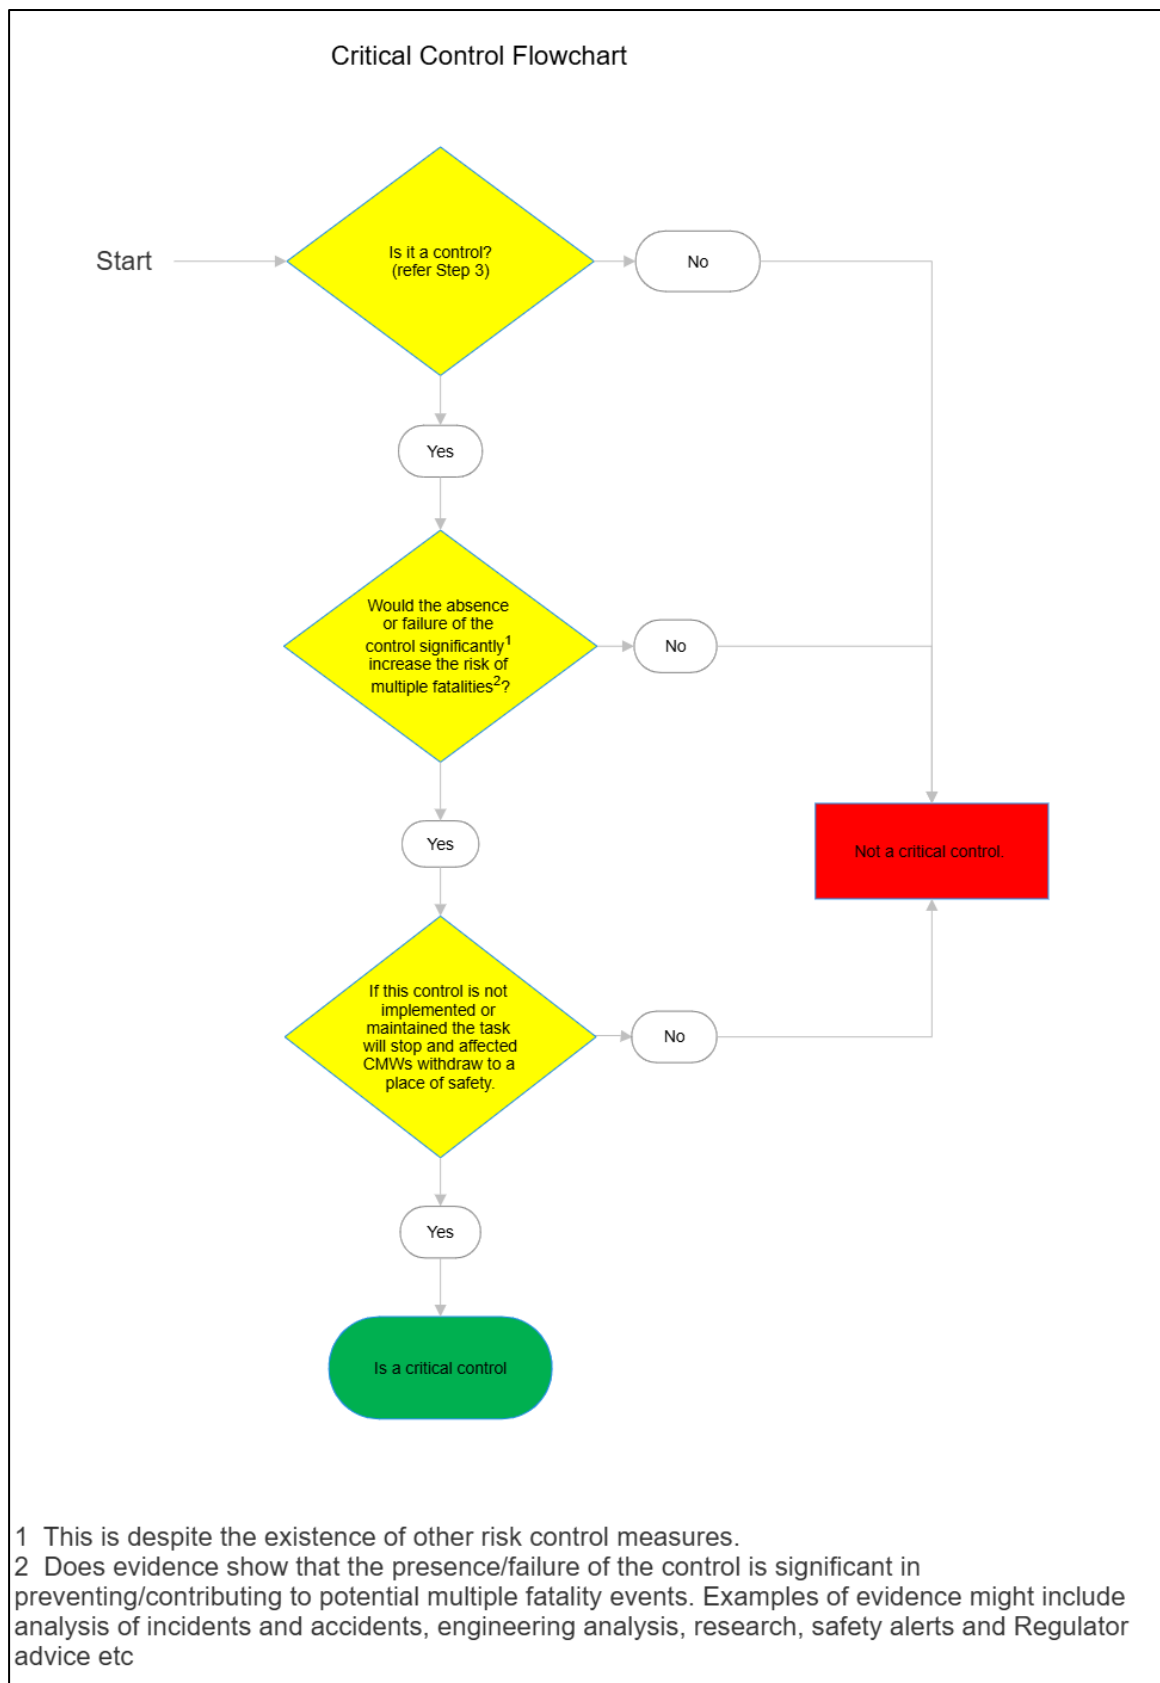 Critical Control Flowchart
Start
Is it a control?
(refer Step 3)
No
Yes
Would the absence
or failure of the
control significantly1
increase the risk of
multiple fatalities2?
No
Yes
Not a critical control.
If this control is not
implemented or
maintained the task
will stop and affected
CMWs withdraw to a
place of safety.
No
Yes
Is a critical control
1 This is despite the existence of other risk control measures.
2 Does evidence show that the presence/failure of the control is significant in
preventing/contributing to potential multiple fatality events. Examples of evidence might include
analysis of incidents and accidents, engineering analysis, research, safety alerts and Regulator
advice etc